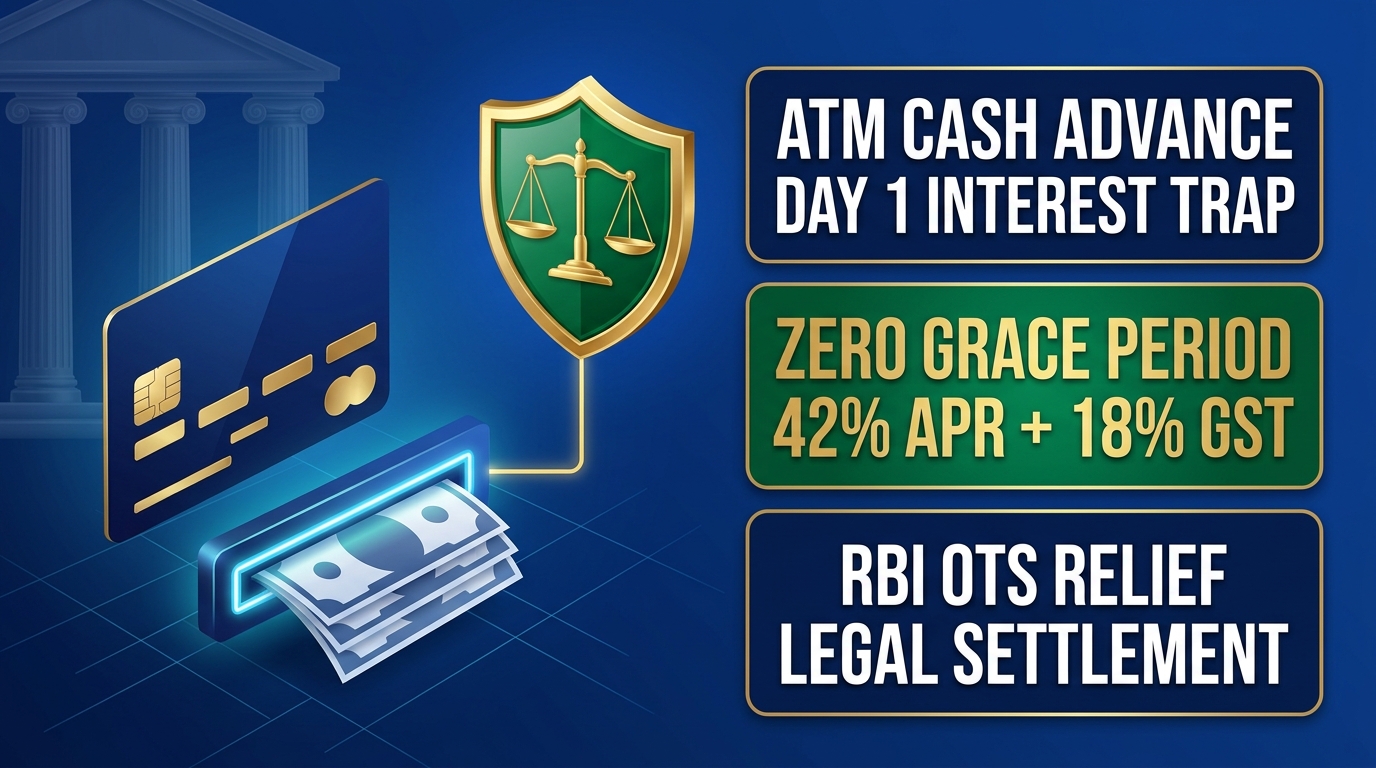 ATM CASH ADVANCE
DAY 1 INTEREST TRAP
ZERO GRACE PERIOD
42% APR + 18% GST
RBI OTS RELIEF
LEGAL SETTLEMENT